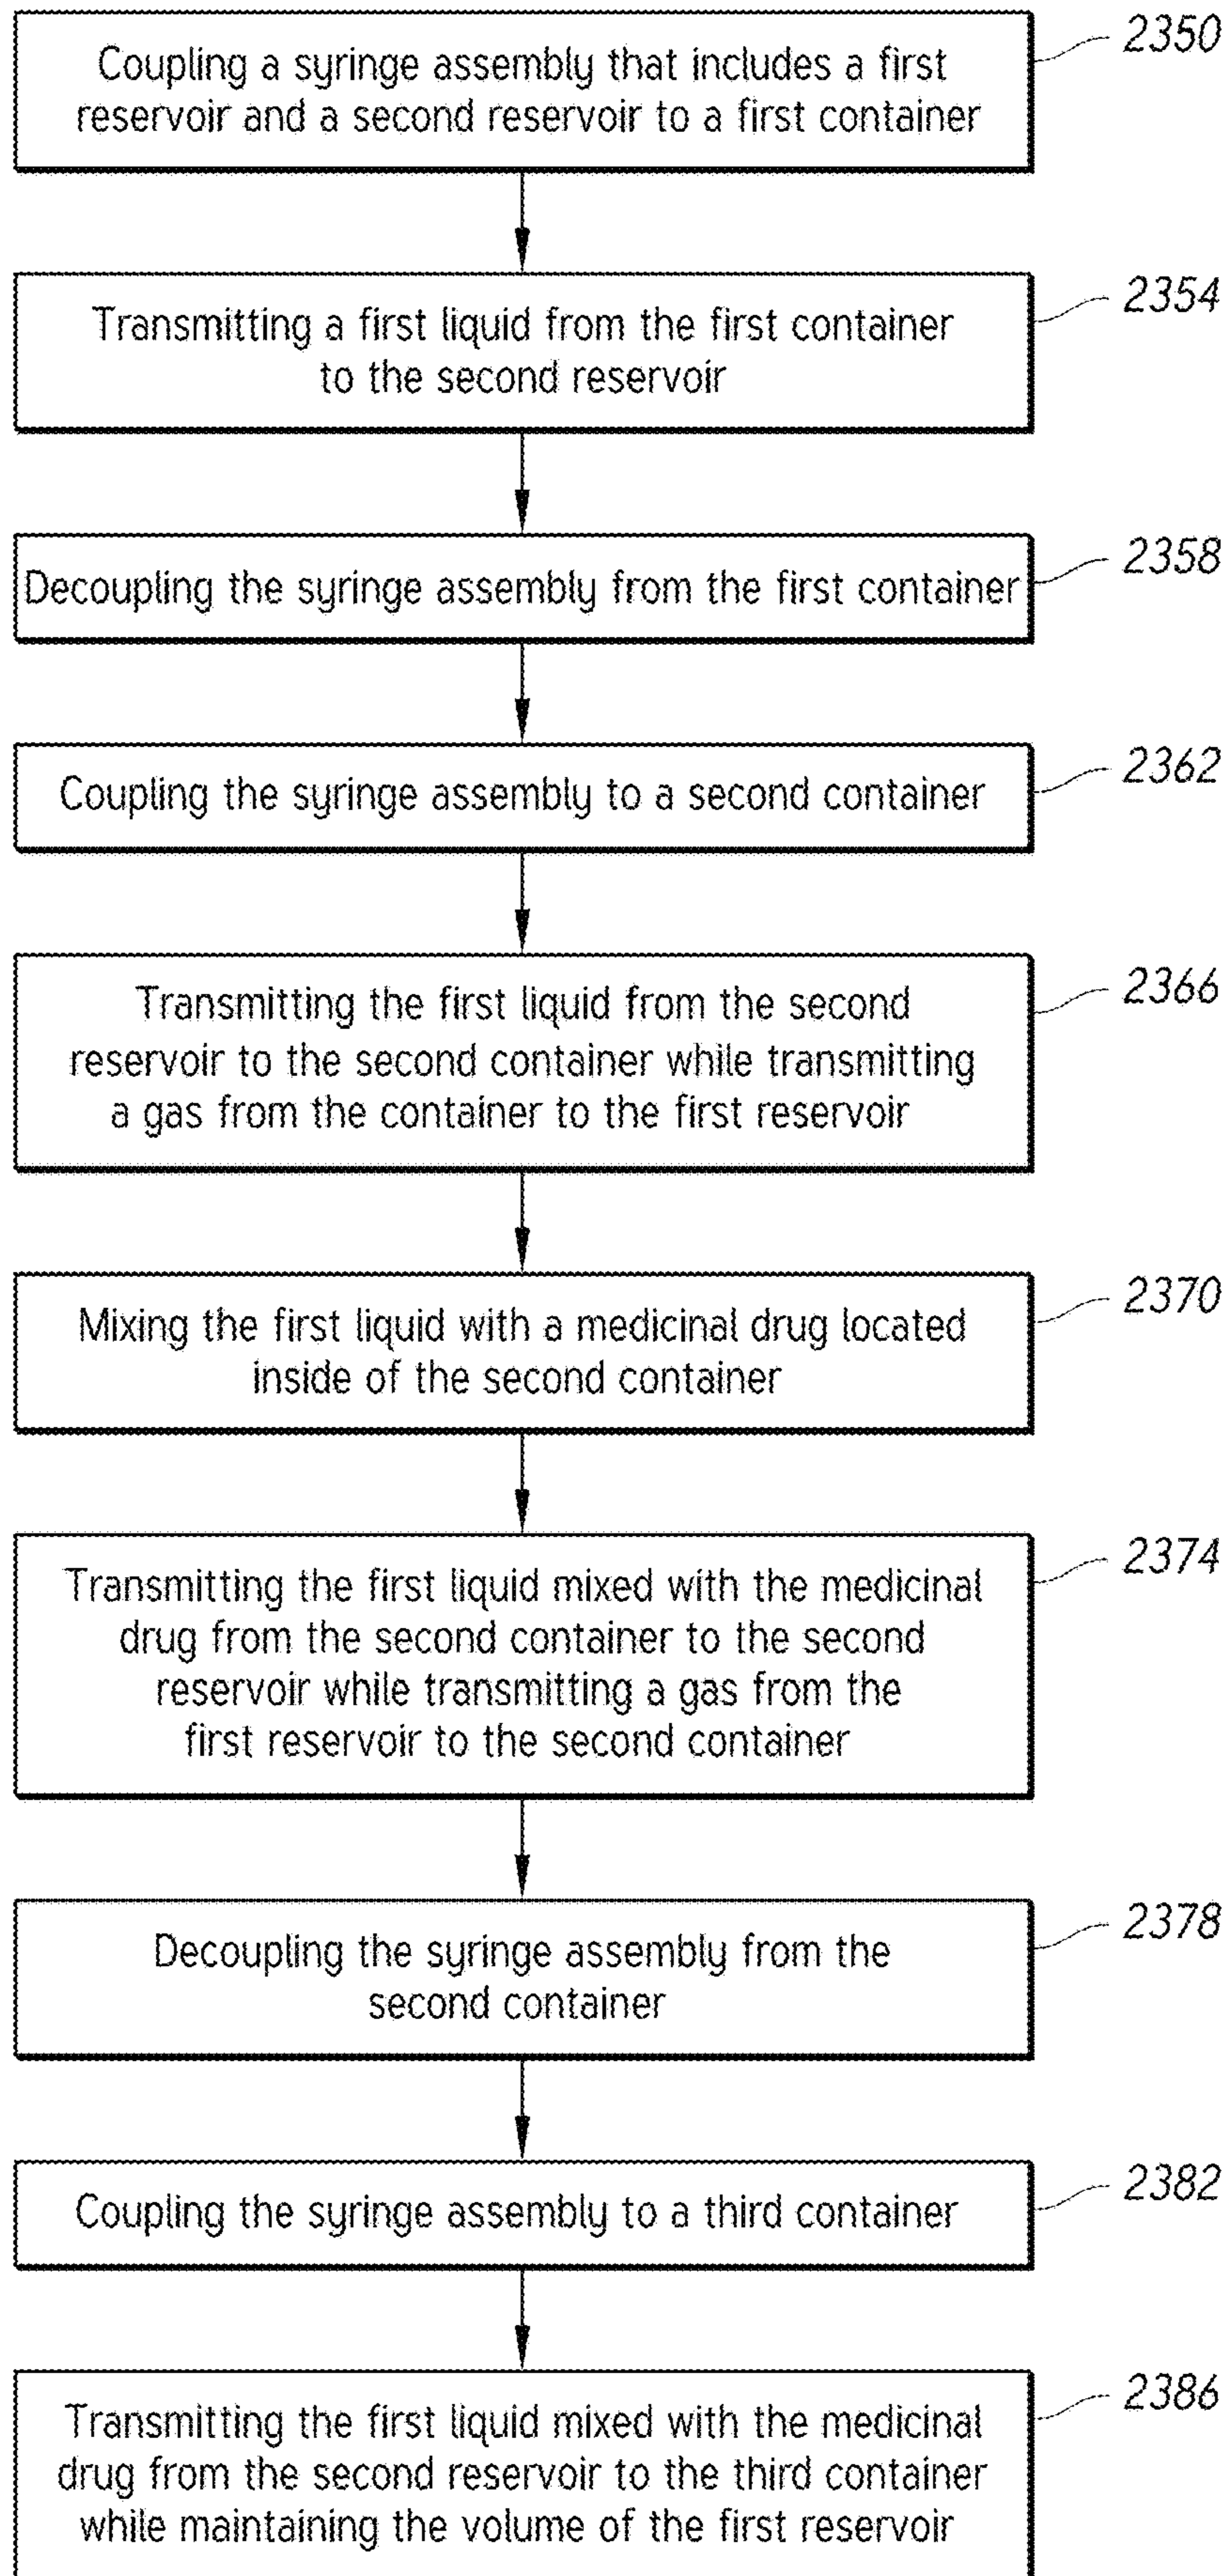 Coupling a syringe assembly that includes a first
reservoir and a second reservoir to a first container
2350
Transmitting a first liquid from the first container
to the second reservoir
2354
Decoupling the syringe assembly from the first container
2358
Coupling the syringe assembly to a second container
2362
Transmitting the first liquid from the second
reservoir to the second container while transmitting
a gas from the container to the first reservoir
2366
Mixing the first liquid with a medicinal drug located
inside of the second container
2370
Transmitting the first liquid mixed with the medicinal
drug from the second container to the second
reservoir while transmitting a gas from the
first reservoir to the second container
2374
Decoupling the syringe assembly from the
second container
2378
Coupling the syringe assembly to a third container
2382
Transmitting the first liquid mixed with the medicinal
drug from the second reservoir to the third container
while maintaining the volume of the first reservoir
2386